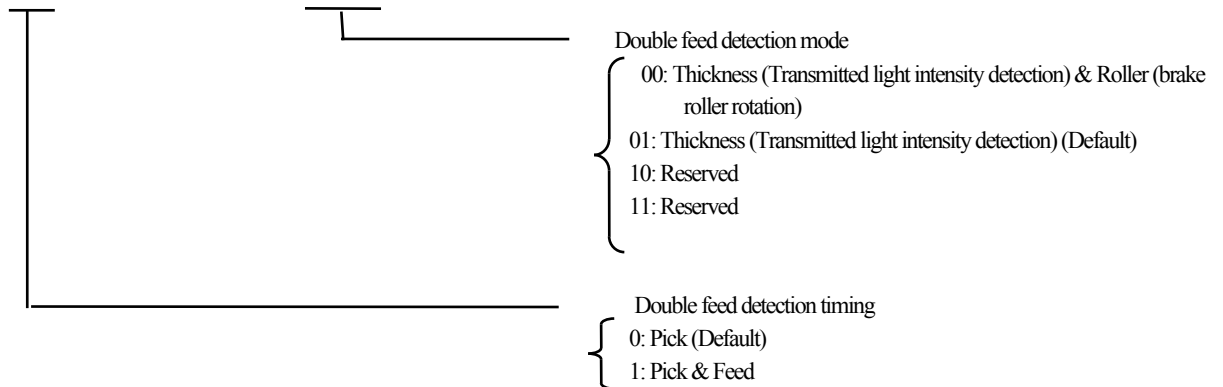 Double feed detection mode
00: Thickness (Transmitted light intensity detection) & Roller (brake
roller rotation)
01: Thickness (Transmitted light intensity detection) (Default)
10: Reserved
11: Reserved
Double feed detection timing
0: Pick (Default)
1: Pick & Feed